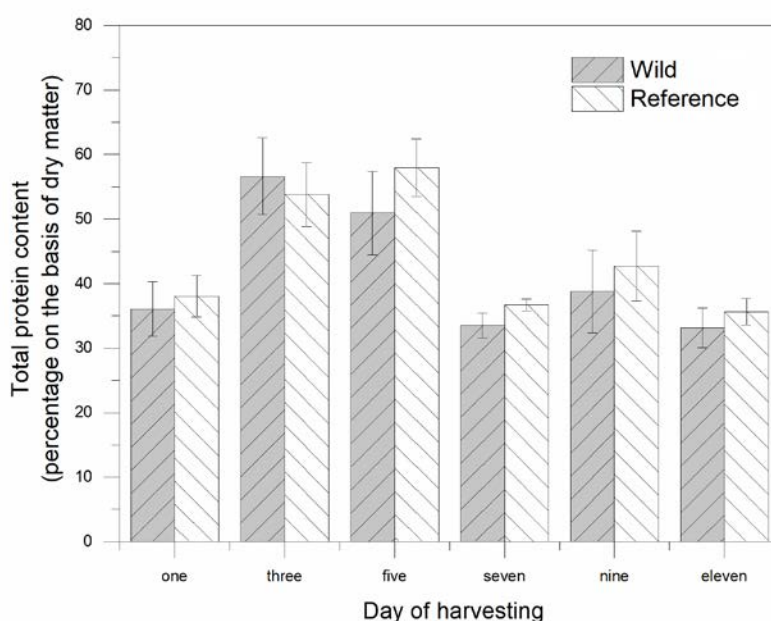 Total protein content
(percentage on the basis of dry matter)
80
70
60
50
40
30
20
10
0
Wild
Reference
one three five seven nine eleven
Day of harvesting